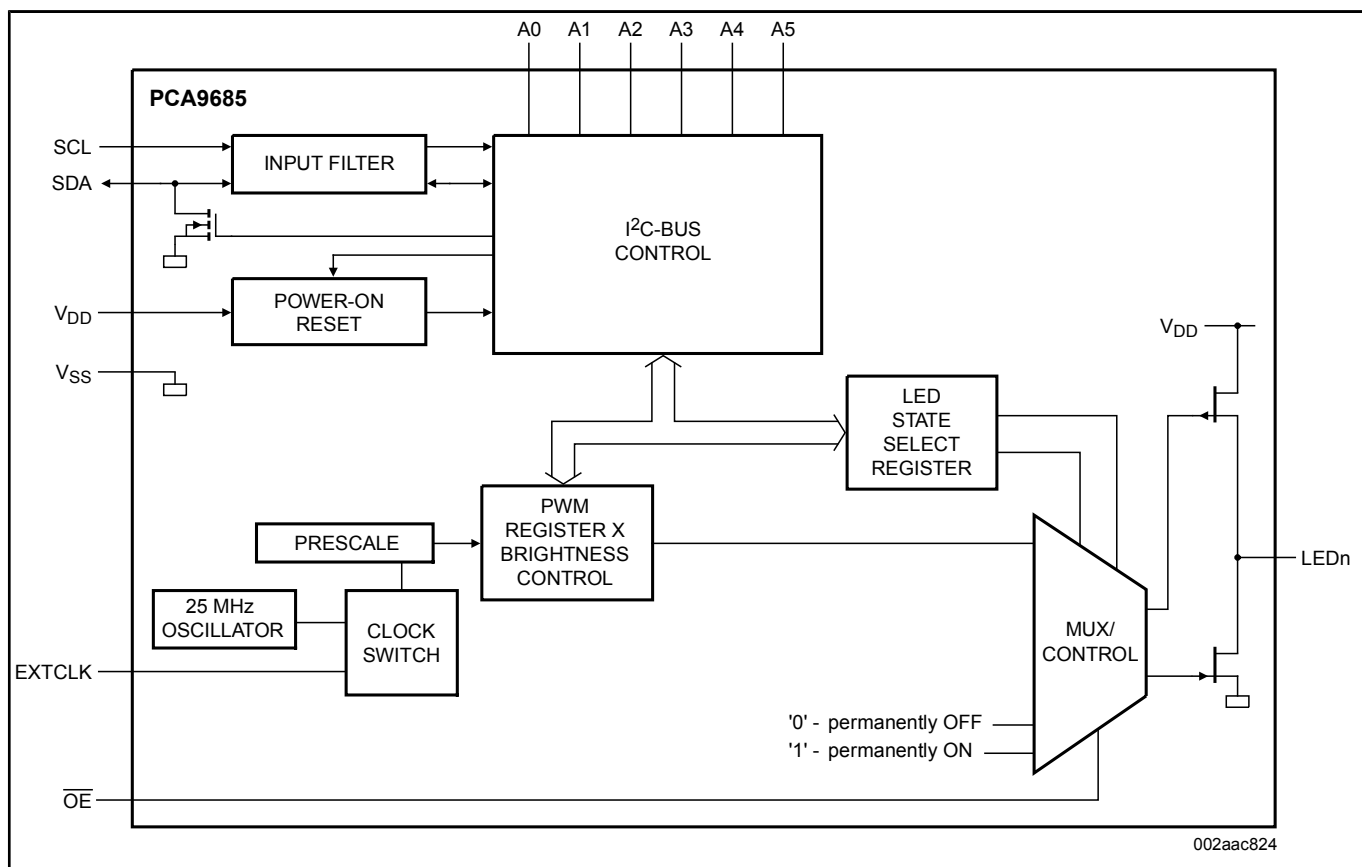 A0 A1 A2 A3 A4 A5
PCA9685
SCL
INPUT FILTER
SDA
I²C-BUS
CONTROL
POWER-ON
RESET
VDD
VDD
VSS
LED
STATE
SELECT
REGISTER
PWM
REGISTER X
BRIGHTNESS
CONTROL
PRESCALE
LEDn
25 MHz
OSCILLATOR
CLOCK
SWITCH
MUX/
CONTROL
EXTCLK
'0' - permanently OFF
'1' - permanently ON
O̅E̅
002aac824